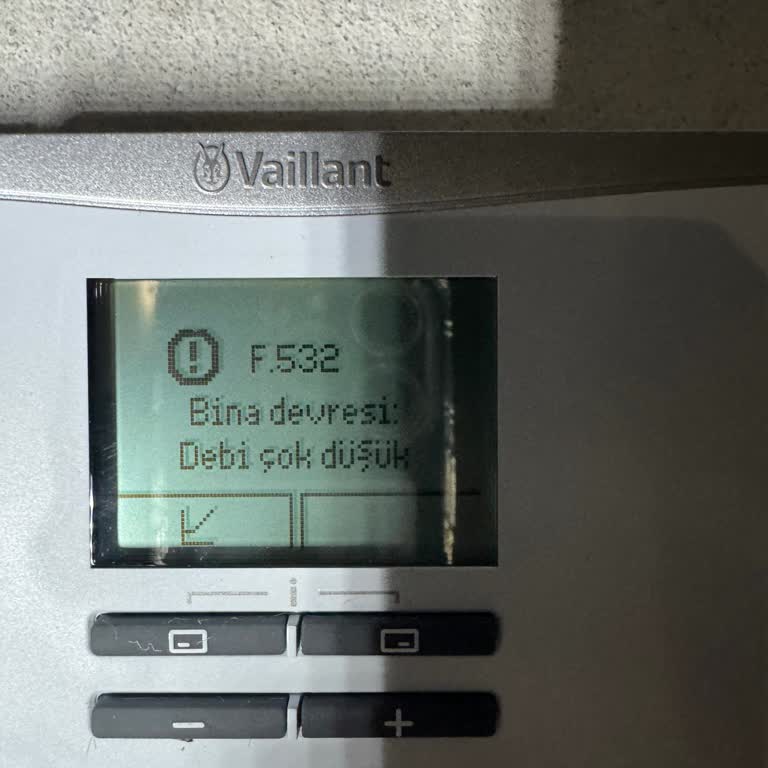 Vaillant
F.532
Bina devresi:
Debi çok düşük